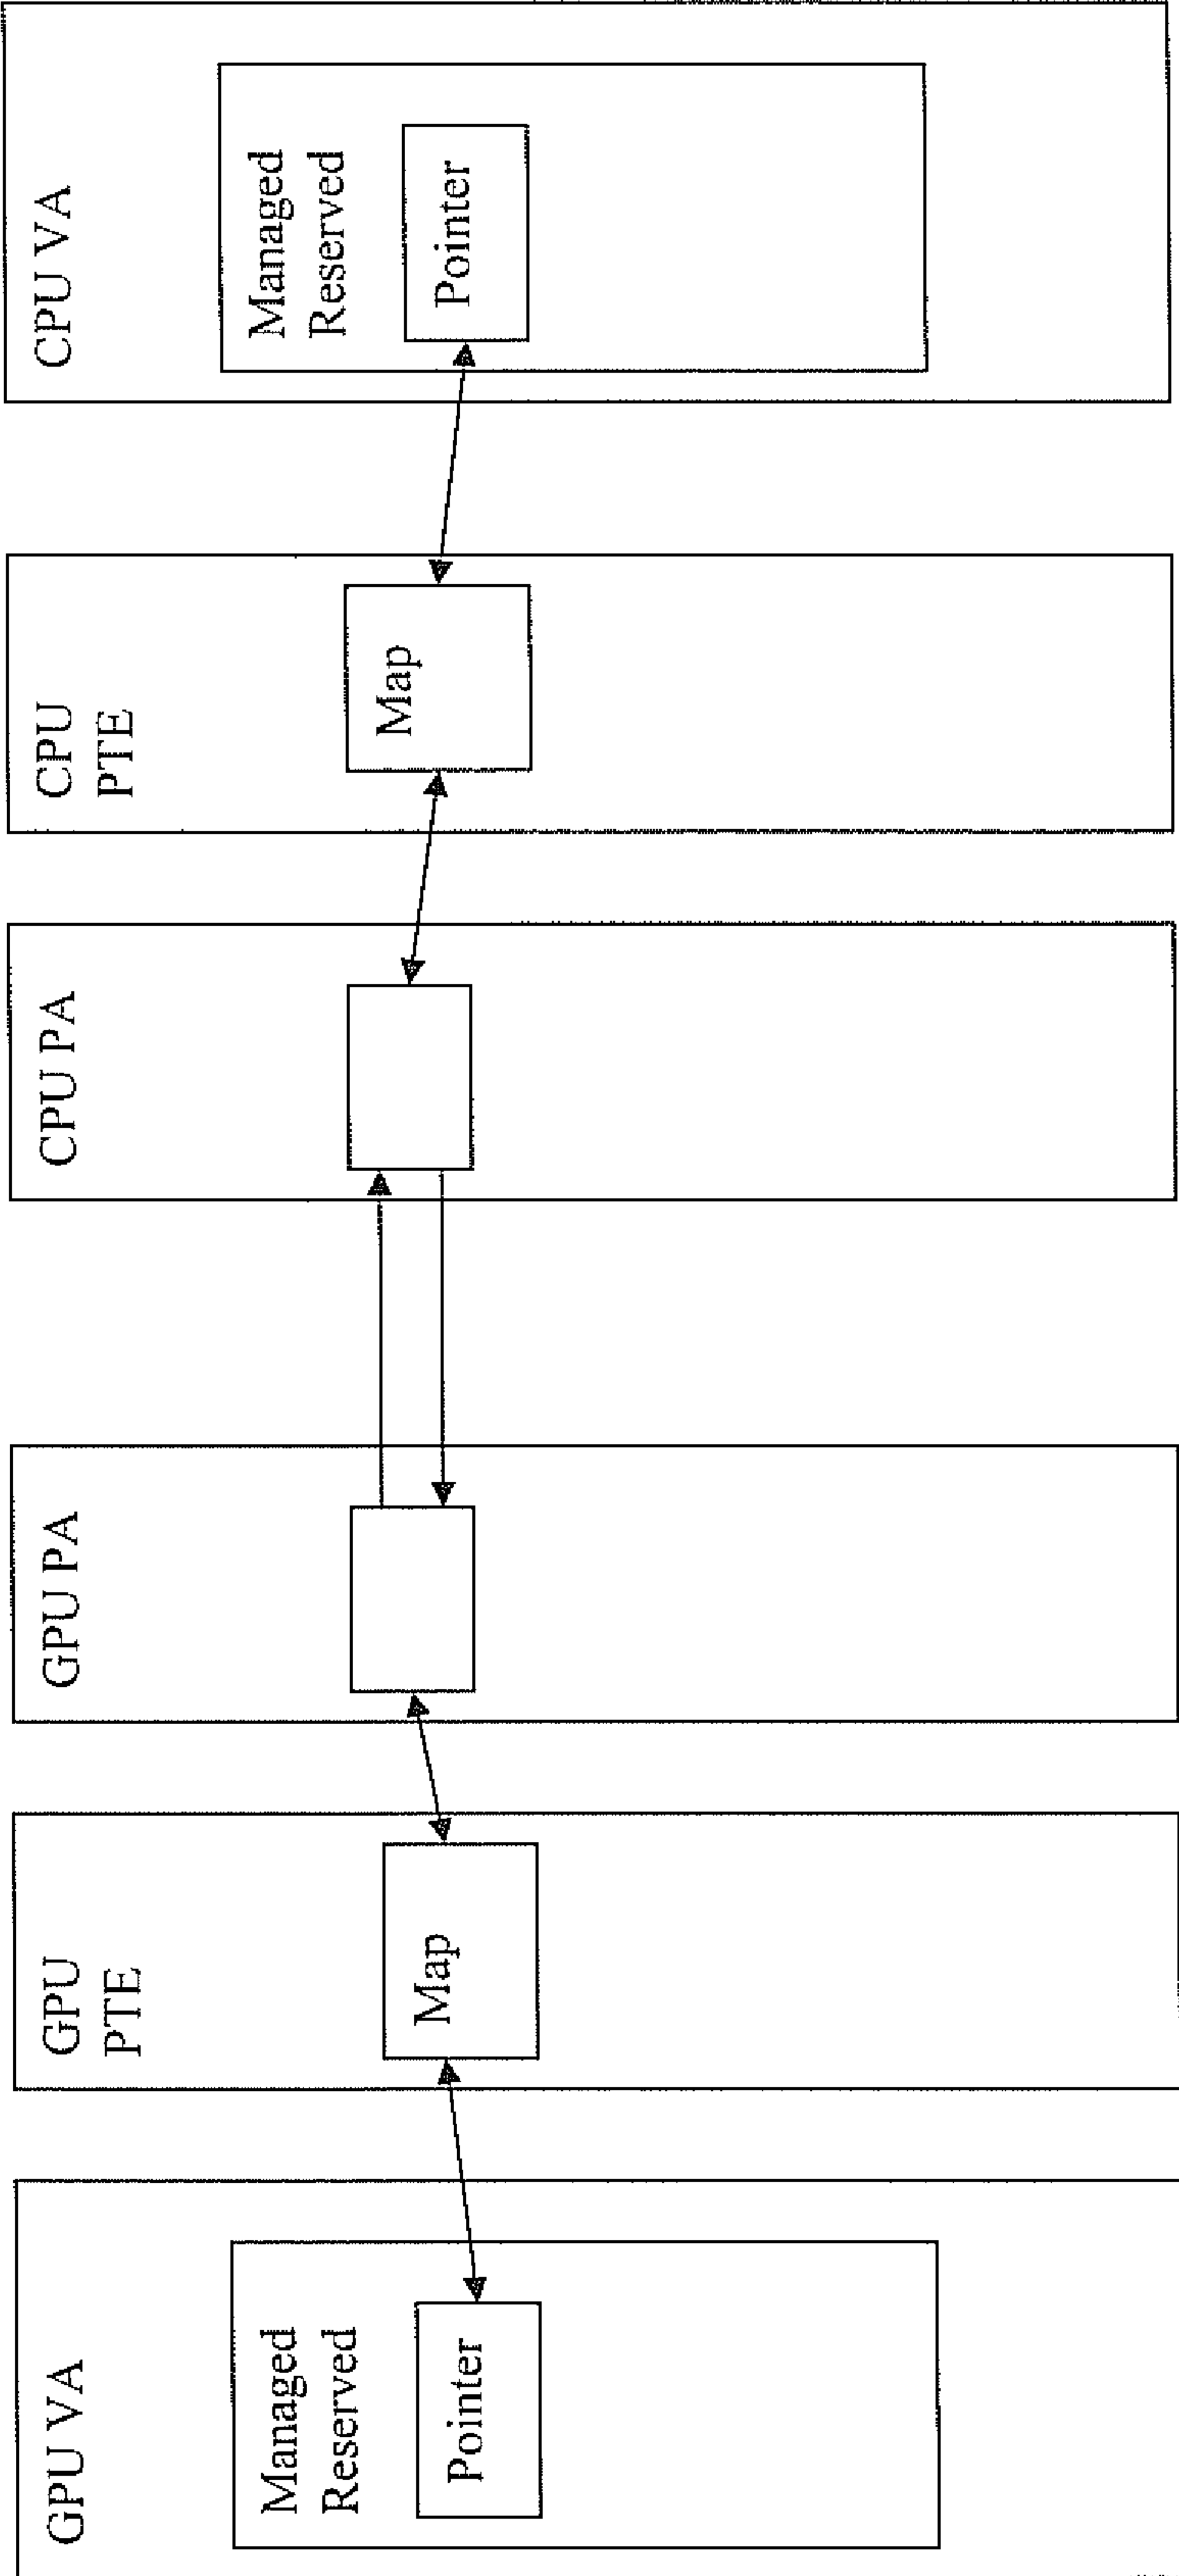 GPU VA
Managed
Reserved
Pointer
GPU
PTE
Map
GPU PA
CPU PA
CPU
PTE
Map
CPU VA
Managed
Reserved
Pointer